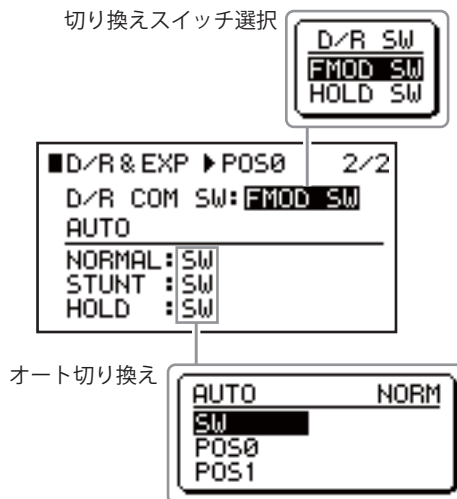 切り換えスイッチ選択
D/R SW
FMOD SW
HOLD SW
■D/R & EXP ▶POS0 2/2
D/R COM SW:FMOD SW
AUTO
NORMAL:SW
STUNT :SW
HOLD :SW
オート切り換え
AUTO NORM
SW
POS0
POS1